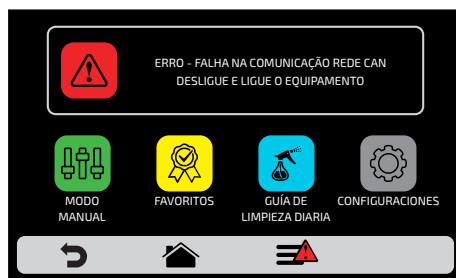 ERRO - FALHA NA COMUNICAÇÃO REDE CAN
DESLIGUE E LIGUE O EQUIPAMENTO
MODO
MANUAL
FAVORITOS
GUÍA DE
LIMPIEZA DIARIA
CONFIGURACIONES